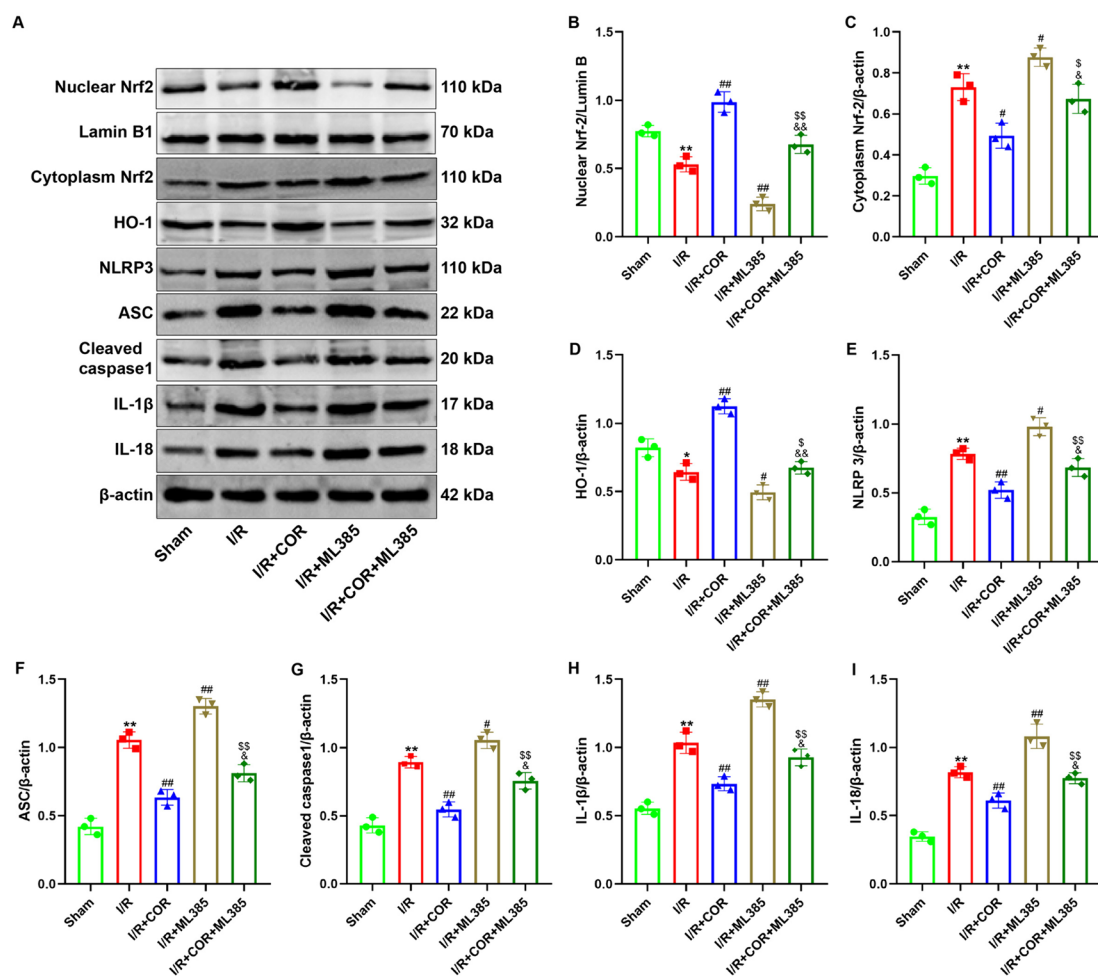 A
Nuclear Nrf2 110 kDa
Lamin B1 70 kDa
Cytoplasm Nrf2 110 kDa
HO-1 32 kDa
NLRP3 110 kDa
ASC 22 kDa
Cleaved
caspase1 20 kDa
IL-1β 17 kDa
IL-18 18 kDa
β-actin 42 kDa
Sham I/R I/R+COR I/R+ML385 I/R+COR+ML385
B
Nuclear Nrf-2/Lumin B
1.5
1.0
0.5
0.0
**
##
##
$$
&&
Sham I/R I/R+COR I/R+ML385 I/R+COR+ML385
C
Cytoplasm Nrf-2/β-actin
1.0
0.8
0.6
0.4
0.2
0.0
**
#
#
$
&
Sham I/R I/R+COR I/R+ML385 I/R+COR+ML385
D
HO-1/β-actin
1.5
1.0
0.5
0.0
*
##
#
$
&&
Sham I/R I/R+COR I/R+ML385 I/R+COR+ML385
E
NLRP 3/β-actin
1.5
1.0
0.5
0.0
**
##
#
$$
&
Sham I/R I/R+COR I/R+ML385 I/R+COR+ML385
F
ASC/β-actin
1.5
1.0
0.5
0.0
**
##
##
$$
&
Sham I/R I/R+COR I/R+ML385 I/R+COR+ML385
G
Cleaved caspase1/β-actin
1.5
1.0
0.5
0.0
**
##
#
$$
&
Sham I/R I/R+COR I/R+ML385 I/R+COR+ML385
H
IL-1β/β-actin
1.5
1.0
0.5
0.0
**
##
##
$$
&
Sham I/R I/R+COR I/R+ML385 I/R+COR+ML385
I
IL-18/β-actin
1.5
1.0
0.5
0.0
**
##
##
$$
&
Sham I/R I/R+COR I/R+ML385 I/R+COR+ML385